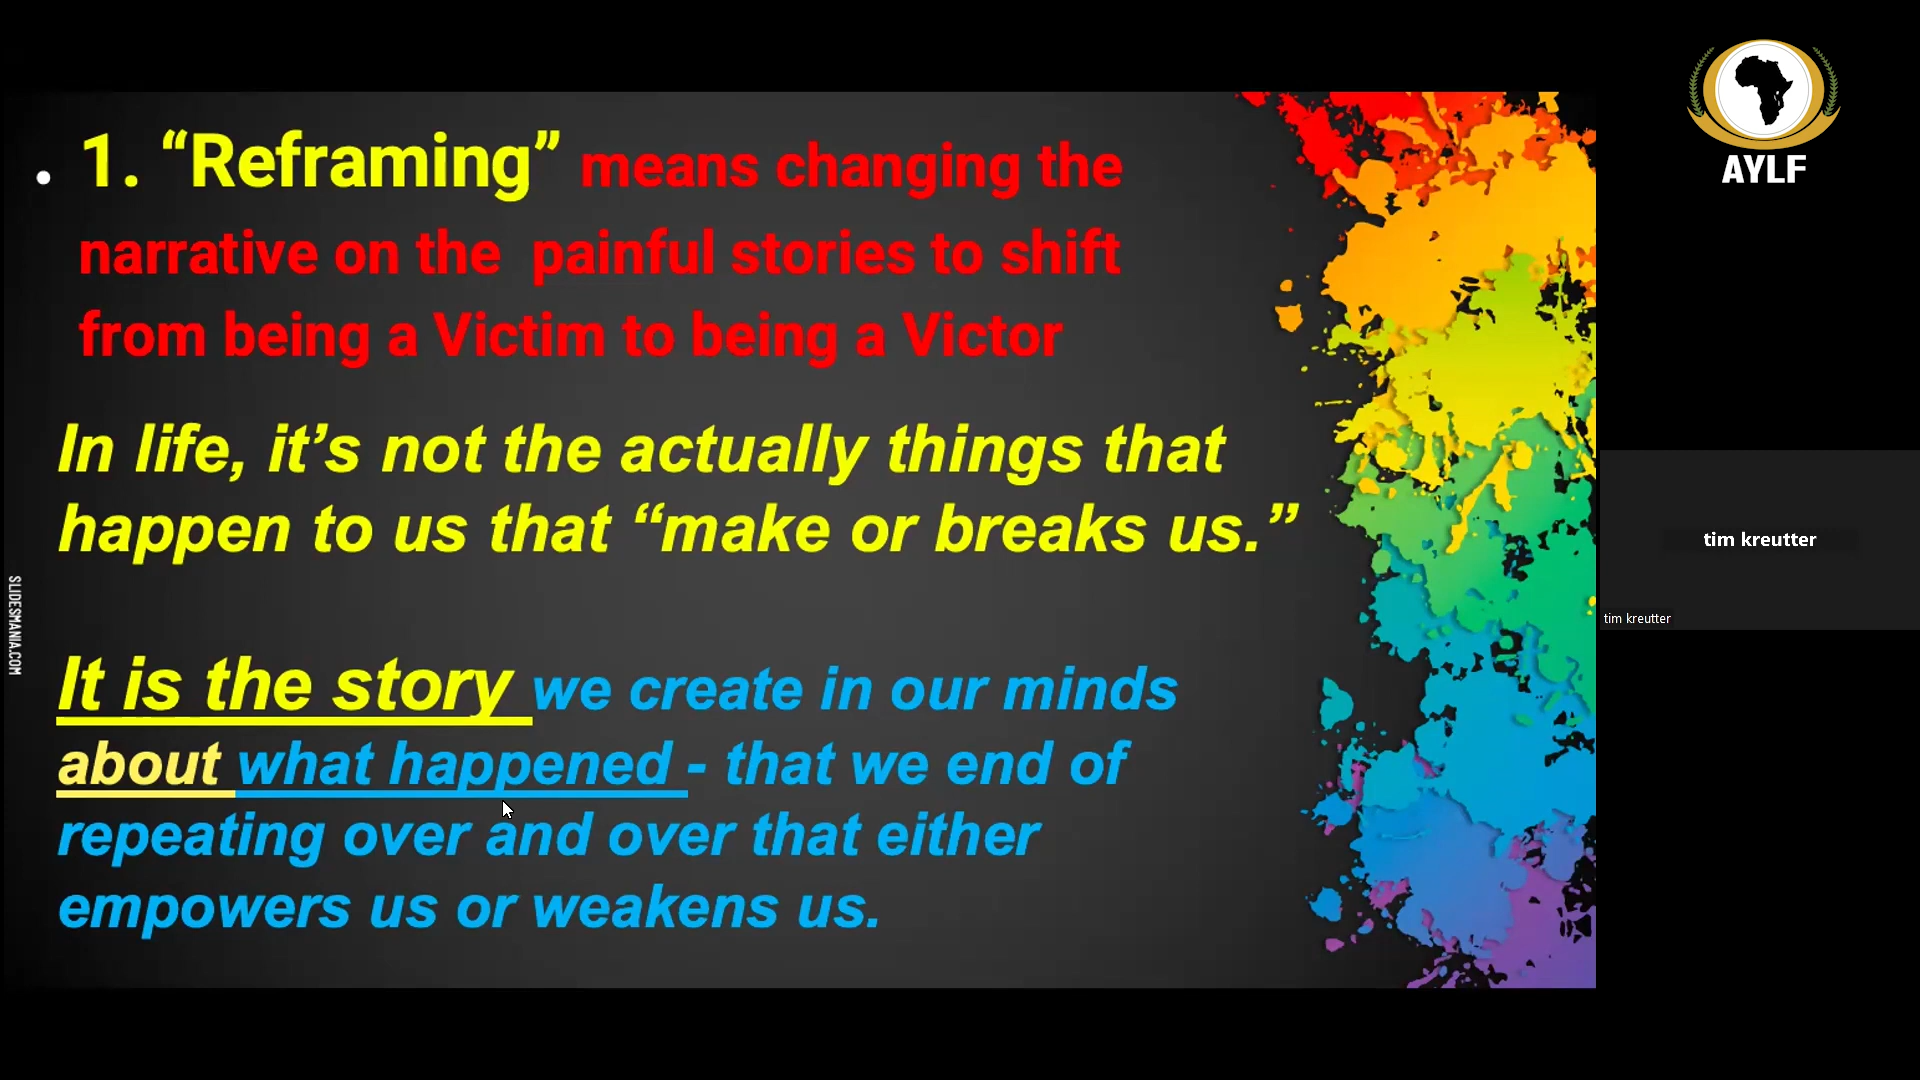 • 1. “Reframing” means changing the
narrative on the painful stories to shift
from being a Victim to being a Victor
In life, it’s not the actually things that
happen to us that “make or breaks us.”
It is the story we create in our minds
about what happened - that we end of
repeating over and over that either
empowers us or weakens us.
SLIDESMANIA.COM
AYLF
tim kreutter
tim kreutter